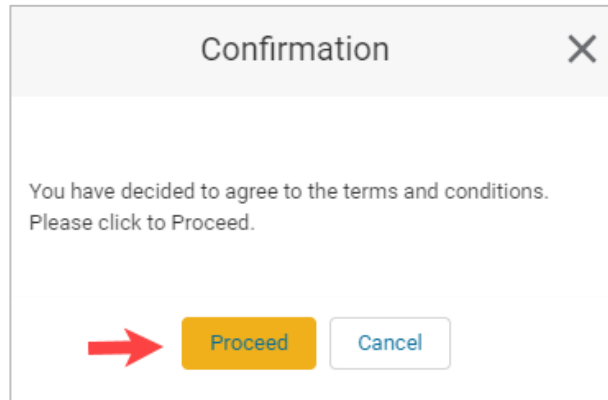 Confirmation
You have decided to agree to the terms and conditions.
Please click to Proceed.
Proceed
Cancel